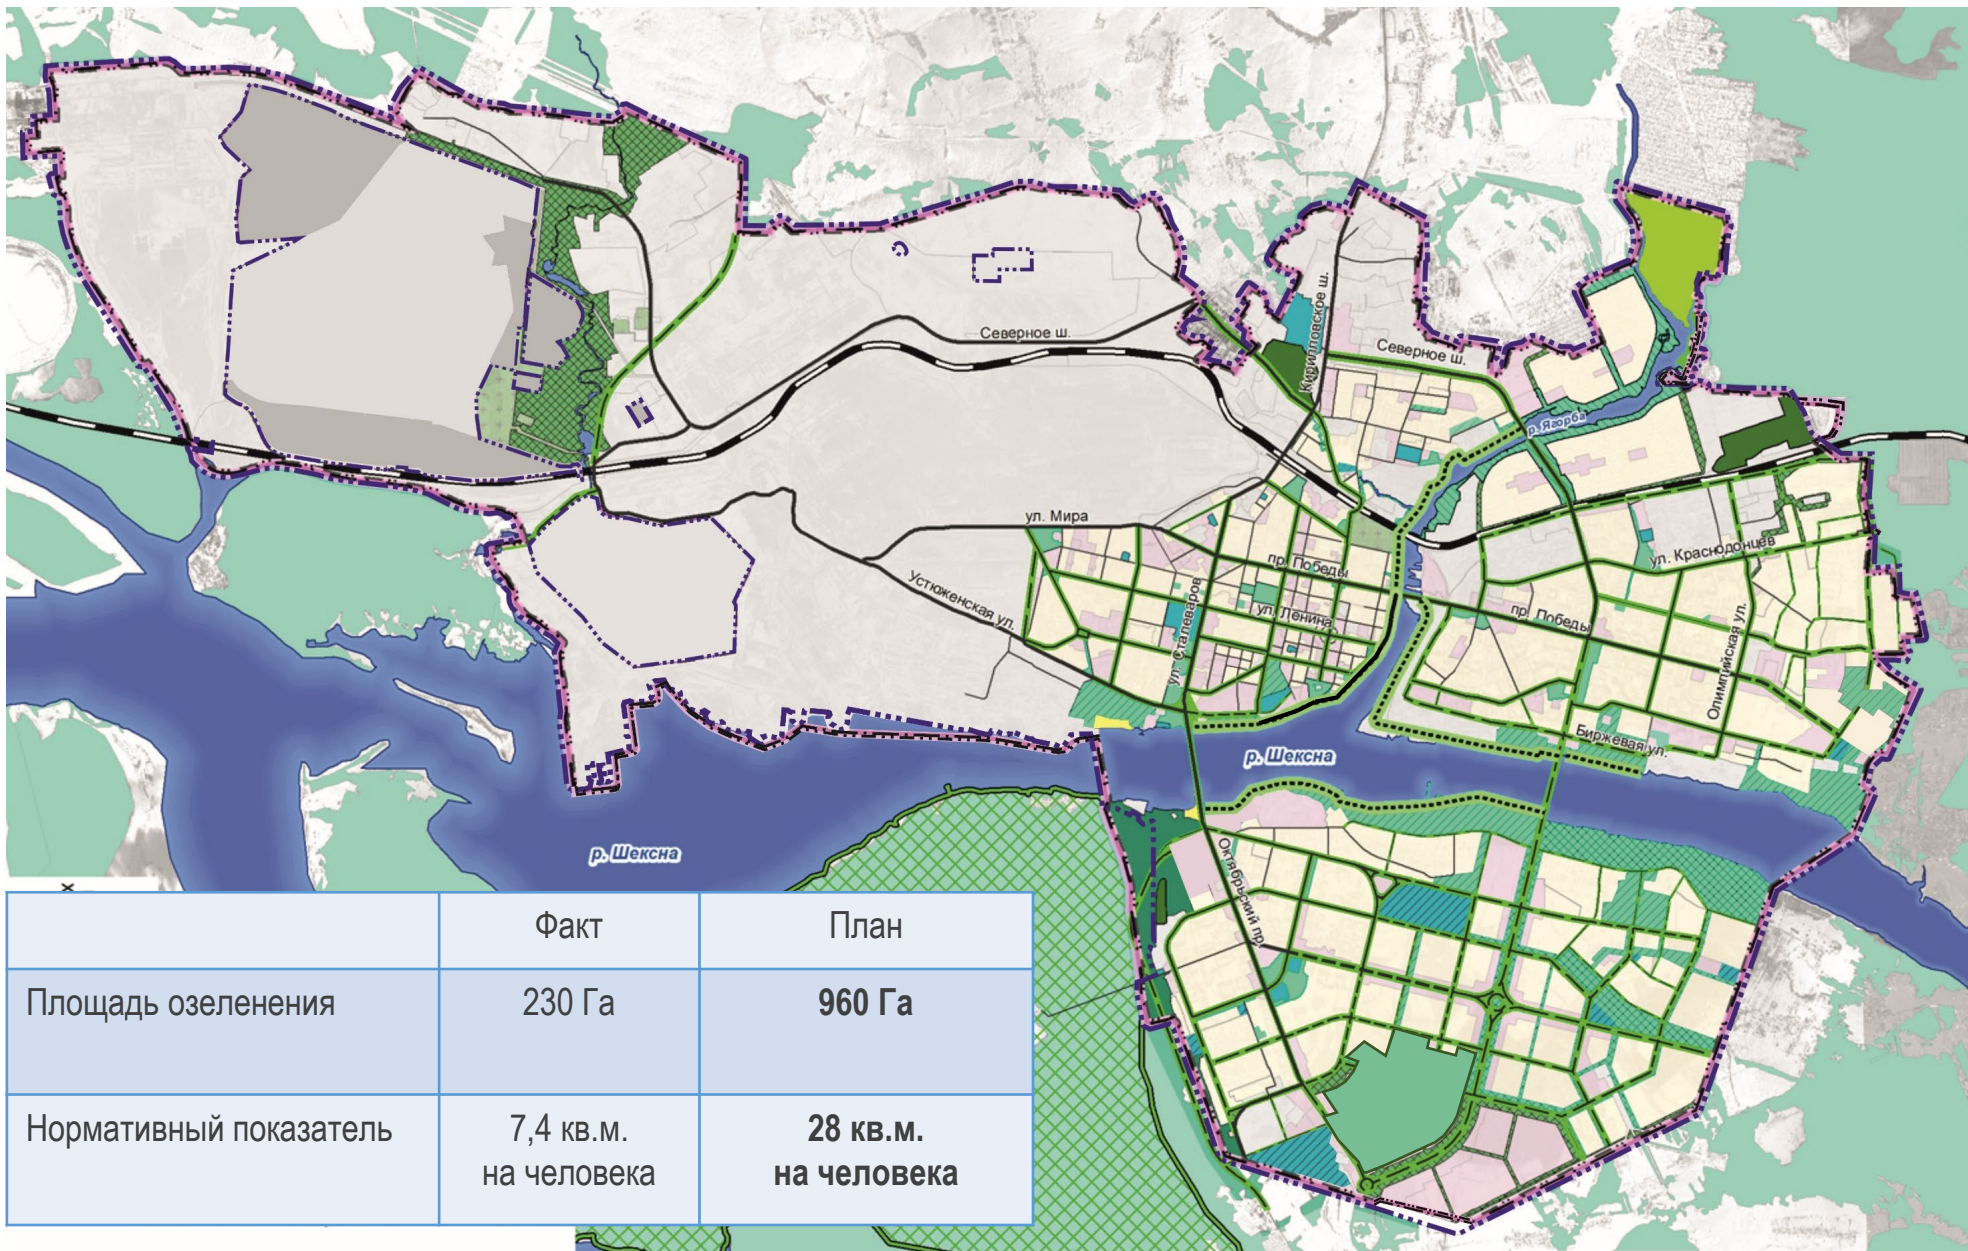 Северное ш.
Кирилловское ш.
Северное ш.
р. Ягорба
ул. Мира
ул. Краснодонцев
пр. Победы
Устюженская ул.
ул. Сталеваров
ул. Ленина
пр. Победы
Олимпийская ул.
Биржевая ул.
р. Шексна
р. Шексна
Октябрьский пр.
Факт
План
Площадь озеленения
230 Га
960 Га
Нормативный показатель
7,4 кв.м.
на человека
28 кв.м.
на человека